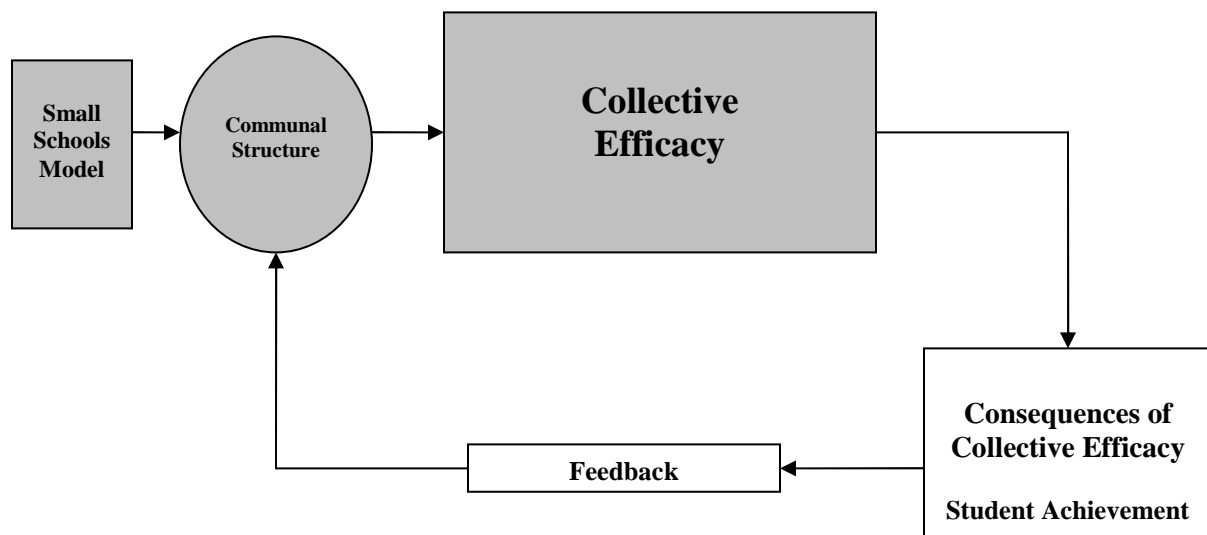 Small
Schools
Model
Communal
Structure
Collective
Efficacy
Consequences of
Collective Efficacy
Student Achievement
Feedback